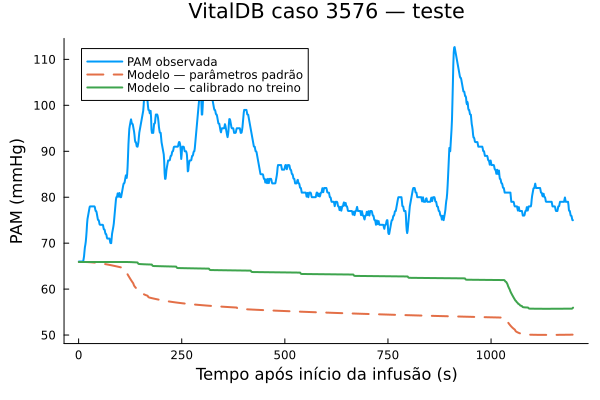 VitalDB caso 3576 — teste
PAM observada
Modelo — parâmetros padrão
Modelo — calibrado no treino
PAM (mmHg)
110
100
90
80
70
60
50
0
250
500
750
1000
Tempo após início da infusão (s)